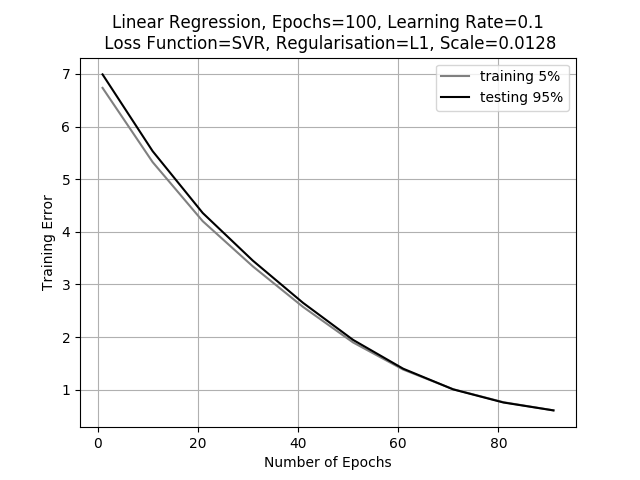 Linear Regression, Epochs=100, Learning Rate=0.1
Loss Function=SVR, Regularisation=L1, Scale=0.0128
training 5%
testing 95%
7
6
5
4
3
2
1
Training Error
0 20 40 60 80
Number of Epochs